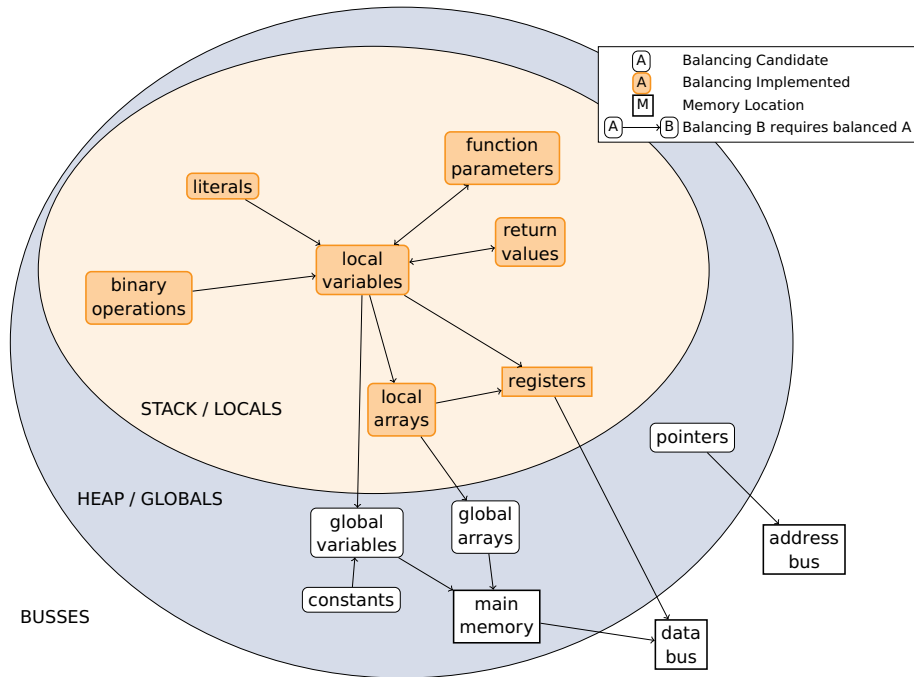 A Balancing Candidate
A Balancing Implemented
M Memory Location
A B Balancing B requires balanced A
function
parameters
literals
return
values
local
variables
binary
operations
registers
local
arrays
STACK / LOCALS
pointers
HEAP / GLOBALS
global
variables
global
arrays
address
bus
constants
main
memory
BUSSES
data
bus